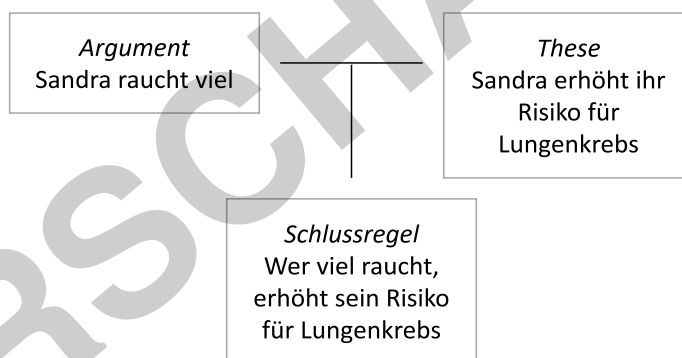 Argument
Sandra raucht viel
These
Sandra erhöht ihr
Risiko für
Lungenkrebs
Schlussregel
Wer viel raucht,
erhöht sein Risiko
für Lungenkrebs
RSCHA